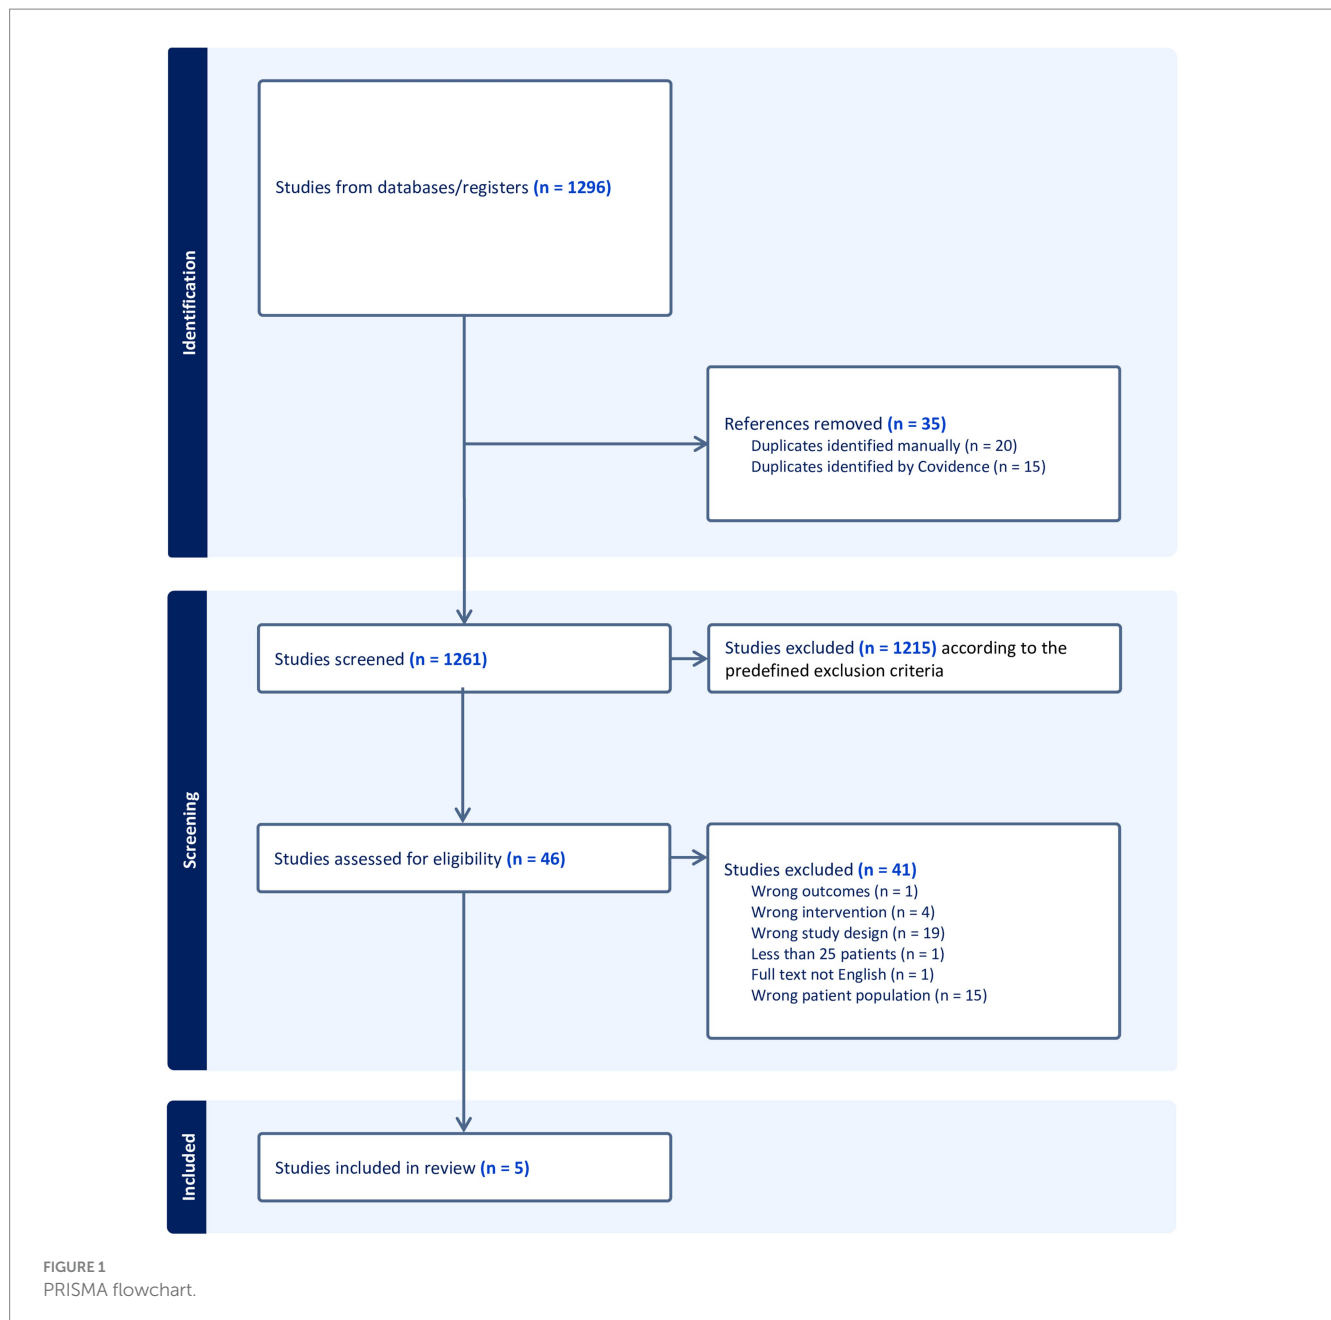 Identification
Studies from databases/registers (n = 1296)
References removed (n = 35)
Duplicates identified manually (n = 20)
Duplicates identified by Covidence (n = 15)
Screening
Studies screened (n = 1261)
Studies excluded (n = 1215) according to the
predefined exclusion criteria
Studies assessed for eligibility (n = 46)
Studies excluded (n = 41)
Wrong outcomes (n = 1)
Wrong intervention (n = 4)
Wrong study design (n = 19)
Less than 25 patients (n = 1)
Full text not English (n = 1)
Wrong patient population (n = 15)
Included
Studies included in review (n = 5)
FIGURE 1
PRISMA flowchart.